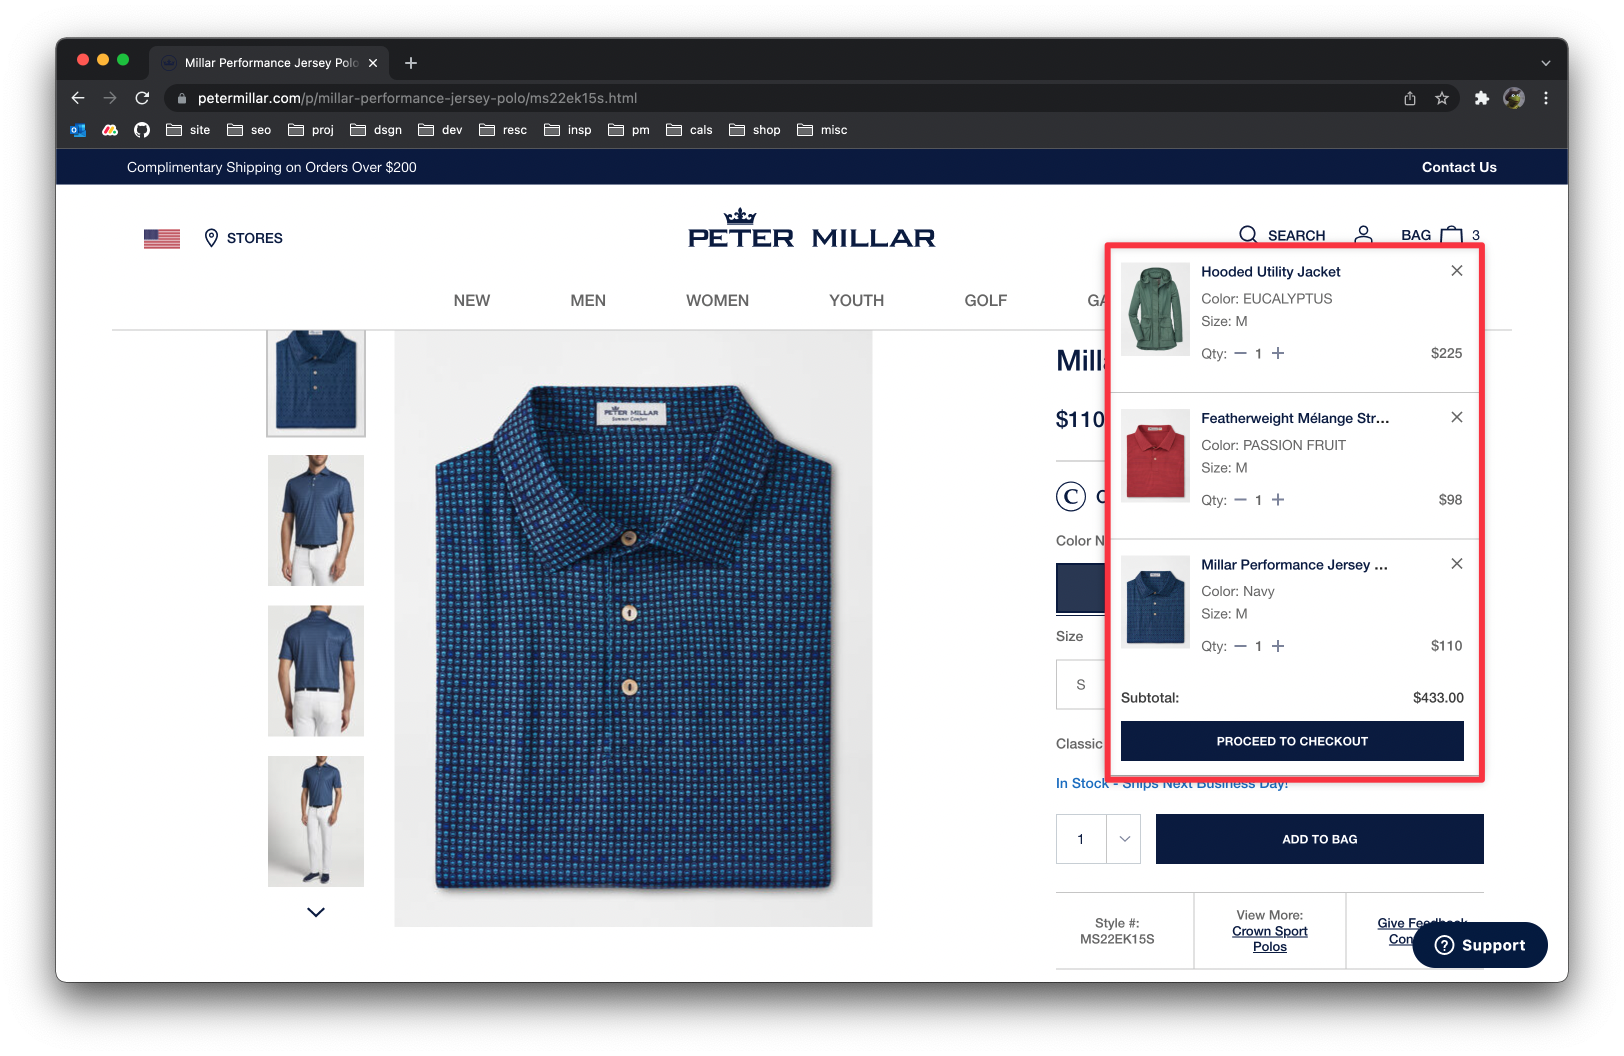 Millar Performance Jersey Polo
petermillar.com/p/millar-performance-jersey-polo/ms22ek15s.html
site seo proj dsgn dev resc insp pm cals shop misc
Complimentary Shipping on Orders Over $200 Contact Us
STORES
PETER MILLAR
SEARCH BAG 3
NEW MEN WOMEN YOUTH GOLF GA
Hooded Utility Jacket
Color: EUCALYPTUS
Size: M
Qty: 1 $225
Featherweight Mélange Str...
Color: PASSION FRUIT
Size: M
Qty: 1 $98
Millar Performance Jersey ...
Color: Navy
Size: M
Qty: 1 $110
Subtotal: $433.00
PROCEED TO CHECKOUT
PETER MILLAR
Summer Comfort
Mill
$110
C
Color N
Size
S
Classic
In Stock - Ships Next Business Day!
1 ADD TO BAG
Style #:
MS22EK15S
View More:
Crown Sport
Polos
Give Feedback
Con
Support